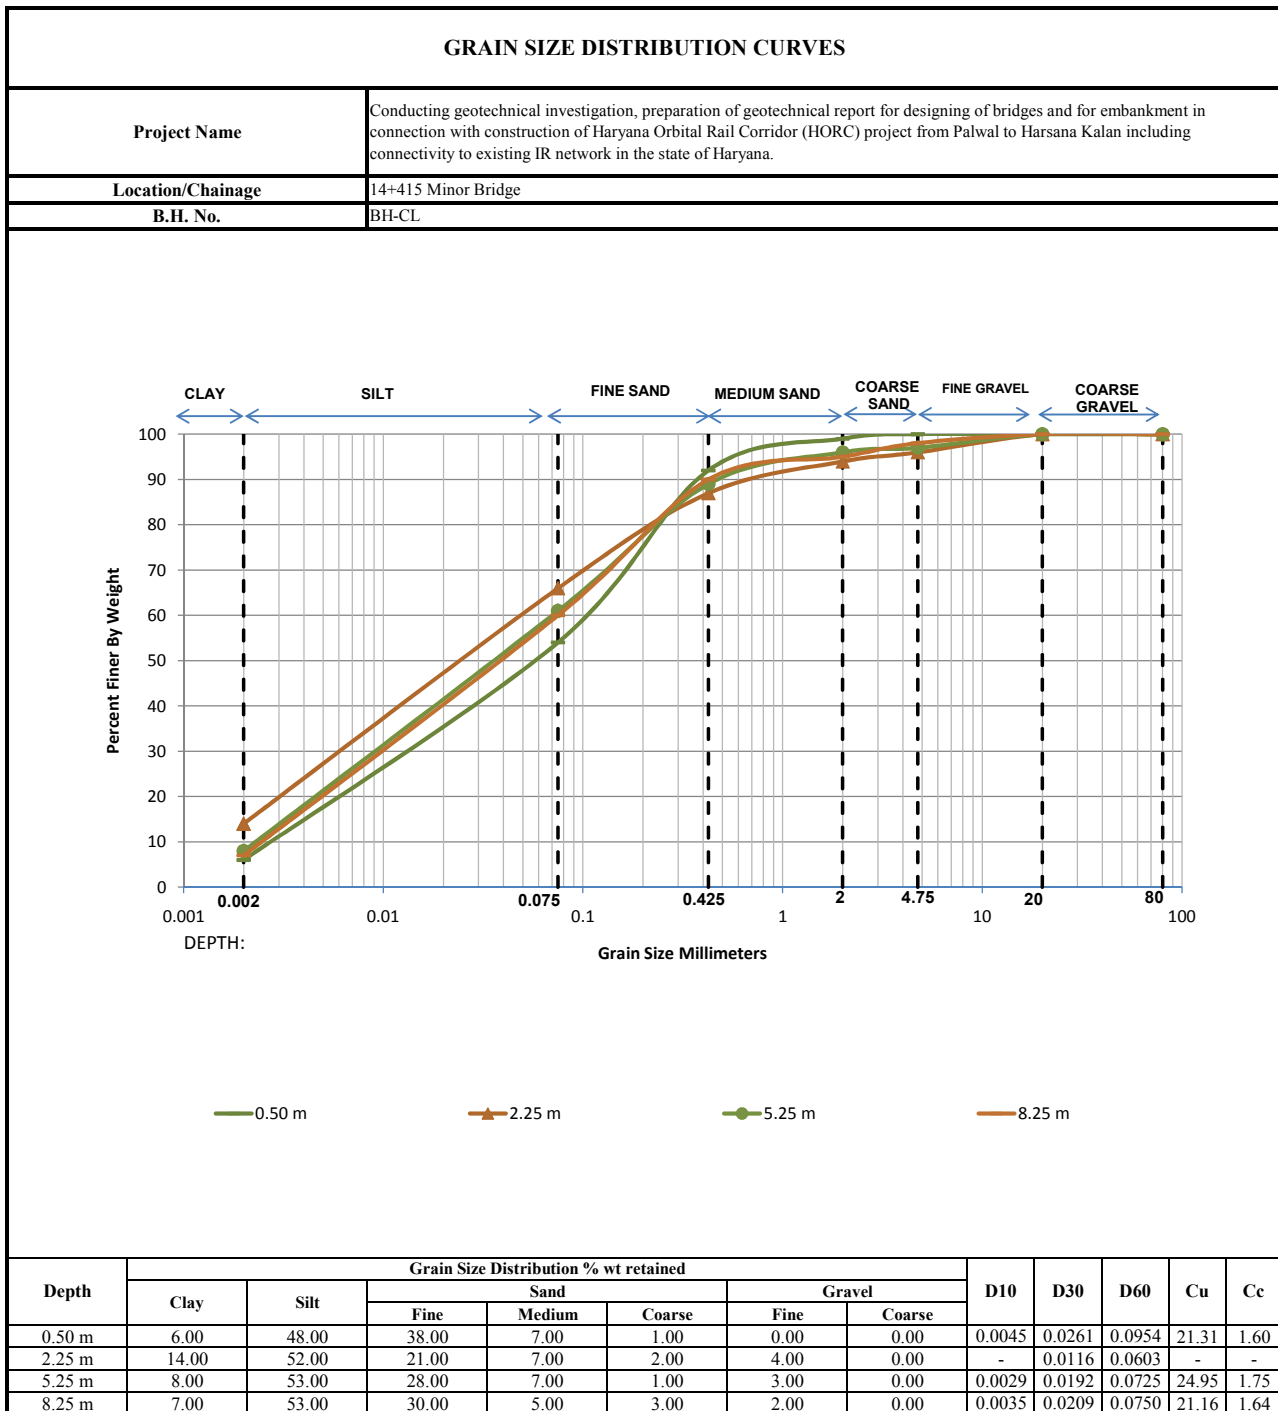 GRAIN SIZE DISTRIBUTION CURVES
Project Name
Conducting geotechnical investigation, preparation of geotechnical report for designing of bridges and for embankment in
connection with construction of Haryana Orbital Rail Corridor (HORC) project from Palwal to Harsana Kalan including
connectivity to existing IR network in the state of Haryana.
Location/Chainage 14+415 Minor Bridge
B.H. No. BH-CL
CLAY SILT FINE SAND MEDIUM SAND COARSE SAND FINE GRAVEL COARSE GRAVEL
100
90
80
70
60
50
40
30
20
10
0
Percent Finer By Weight
0.002 0.075 0.425 2 4.75 20 80
0.001 0.01 0.1 1 10 100
DEPTH:
Grain Size Millimeters
0.50 m 2.25 m 5.25 m 8.25 m
Depth Grain Size Distribution % wt retained D10 D30 D60 Cu Cc
Clay Silt Sand Gravel
Fine Medium Coarse Fine Coarse
0.50 m 6.00 48.00 38.00 7.00 1.00 0.00 0.00 0.0045 0.0261 0.0954 21.31 1.60
2.25 m 14.00 52.00 21.00 7.00 2.00 4.00 0.00 - 0.0116 0.0603 - -
5.25 m 8.00 53.00 28.00 7.00 1.00 3.00 0.00 0.0029 0.0192 0.0725 24.95 1.75
8.25 m 7.00 53.00 30.00 5.00 3.00 2.00 0.00 0.0035 0.0209 0.0750 21.16 1.64